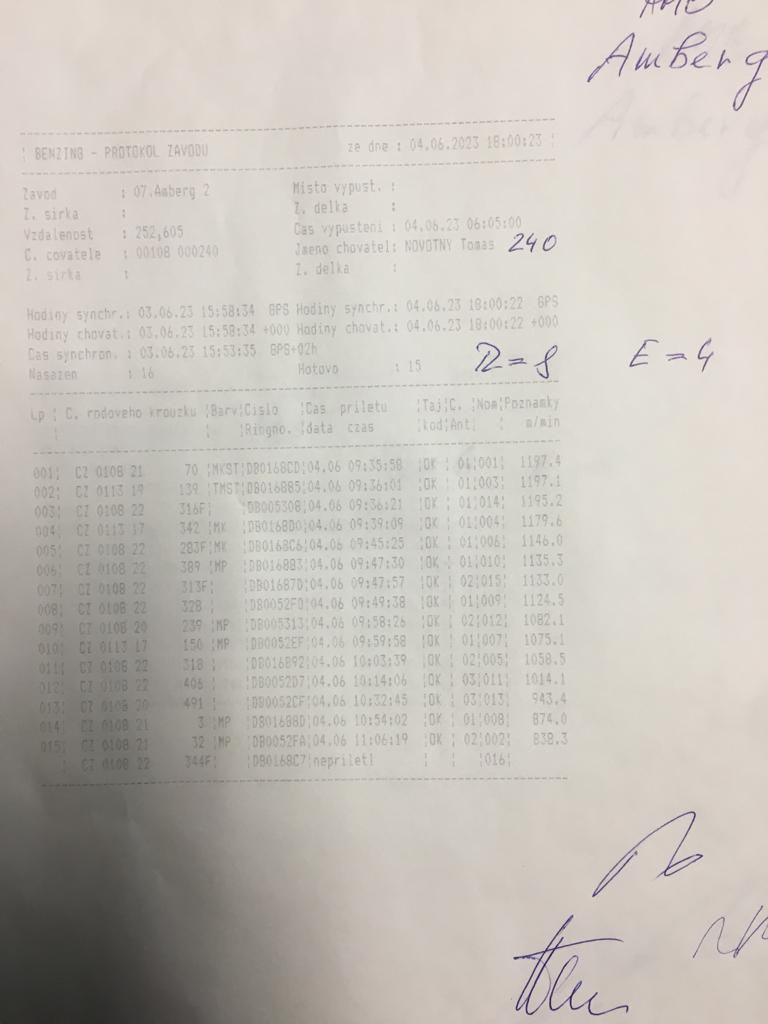 Amberg
BENZING - PROTOKOL ZAVODU ze dne : 04.06.2023 18:00:23
Zavod : 07.Amberg 2 Misto vypust. :
Z. sirka : Z. delka :
Vzdalenost : 252,605 Cas vypusteni : 04.06.23 06:05:00
C. covatele : 00108 000240 Jmeno chovatel: NOVOTNY Tomas 240
Z. sirka : Z. delka :
Hodiny synchr.: 03.06.23 15:58:34 GPS Hodiny synchr.: 04.06.23 18:00:22 GPS
Hodiny chovat.: 03.06.23 15:58:34 +000 Hodiny chovat.: 04.06.23 18:00:22 +000
Cas synchron. : 03.06.23 15:53:35 GPS+02h
Nasazen : 16 Hotovo : 15 E = 4
Lp ¦ C. rodoveho krouzku ¦Barv¦Cislo ¦Cas priletu ¦Taj¦C. ¦Nom¦Poznamky
¦ ¦ ¦Ringno. ¦data czas ¦kod¦Ant¦ ¦ m/min
001¦ CZ 0108 21 70 ¦MKST¦DB0168CD¦04.06 09:35:58 ¦OK ¦ 01¦001¦ 1197.4
002¦ CZ 0113 19 139 ¦TMST¦DB016885¦04.06 09:36:01 ¦OK ¦ 01¦003¦ 1197.1
003¦ CZ 0108 22 316F¦ ¦DB005308¦04.06 09:36:21 ¦OK ¦ 01¦014¦ 1195.2
004¦ CZ 0113 17 342 ¦MK ¦DB0168D0¦04.06 09:39:09 ¦OK ¦ 01¦004¦ 1179.6
005¦ CZ 0108 22 283F¦MK ¦DB0168C6¦04.06 09:45:25 ¦OK ¦ 01¦006¦ 1146.0
006¦ CZ 0108 22 389 ¦MP ¦DB016883¦04.06 09:47:30 ¦OK ¦ 01¦010¦ 1135.3
007¦ CZ 0108 22 313F¦ ¦DB01687D¦04.06 09:47:57 ¦OK ¦ 02¦015¦ 1133.0
008¦ CZ 0108 22 328 ¦ ¦DB0052FD¦04.06 09:49:38 ¦OK ¦ 01¦009¦ 1124.5
009¦ CZ 0108 20 239 ¦MP ¦DB005313¦04.06 09:58:26 ¦OK ¦ 02¦012¦ 1082.1
010¦ CZ 0113 17 150 ¦MP ¦DB0052EF¦04.06 09:59:58 ¦OK ¦ 01¦007¦ 1075.1
011¦ CZ 0108 22 318 ¦ ¦DB016892¦04.06 10:03:39 ¦OK ¦ 02¦005¦ 1058.5
012¦ CZ 0108 22 406 ¦ ¦DB0052D7¦04.06 10:14:06 ¦OK ¦ 03¦011¦ 1014.1
013¦ CZ 0108 20 491 ¦ ¦DB0052CF¦04.06 10:32:45 ¦OK ¦ 03¦013¦ 943.4
014¦ CZ 0108 21 3 ¦MP ¦DB01688D¦04.06 10:54:02 ¦OK ¦ 01¦008¦ 874.0
015¦ CZ 0108 21 32 ¦MP ¦DB0052FA¦04.06 11:06:19 ¦OK ¦ 02¦002¦ 838.3
¦ CZ 0108 22 344F¦ ¦DB0168C7¦neprilet! ¦ ¦ ¦016¦